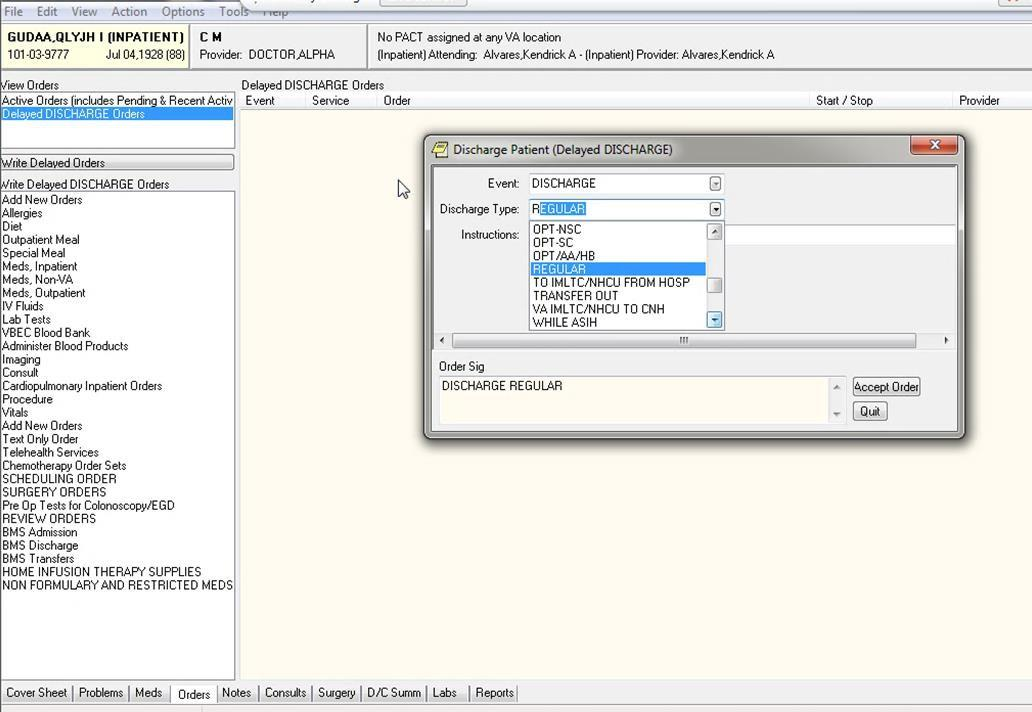 File Edit View Action Options Tools Help
GUDAA,QLYJH I (INPATIENT)
101-03-9777 Jul 04,1928 (88)
C M
Provider: DOCTOR,ALPHA
No PACT assigned at any VA location
(Inpatient) Attending: Alvares,Kendrick A - (Inpatient) Provider: Alvares,Kendrick A
View Orders
Active Orders (includes Pending & Recent Activ
Delayed DISCHARGE Orders
Write Delayed Orders
Write Delayed DISCHARGE Orders
Add New Orders
Allergies
Diet
Outpatient Meal
Special Meal
Meds, Inpatient
Meds, Non-VA
Meds, Outpatient
IV Fluids
Lab Tests
VBEC Blood Bank
Administer Blood Products
Imaging
Consult
Cardiopulmonary Inpatient Orders
Procedure
Vitals
Add New Orders
Text Only Order
Telehealth Services
Chemotherapy Order Sets
SCHEDULING ORDER
SURGERY ORDERS
Pre Op Tests for Colonoscopy/EGD
REVIEW ORDERS
BMS Admission
BMS Discharge
BMS Transfers
HOME INFUSION THERAPY SUPPLIES
NON FORMULARY AND RESTRICTED MEDS
Delayed DISCHARGE Orders
Event Service Order Start / Stop Provider
Discharge Patient (Delayed DISCHARGE)
Event: DISCHARGE
Discharge Type: REGULAR
Instructions:
OPT-NSC
OPT-SC
OPT/AA/HB
REGULAR
TO IMLTC/NHCU FROM HOSP
TRANSFER OUT
VA IMLTC/NHCU TO CNH
WHILE ASIH
Order Sig
DISCHARGE REGULAR
Accept Order
Quit
Cover Sheet Problems Meds Orders Notes Consults Surgery D/C Summ Labs Reports